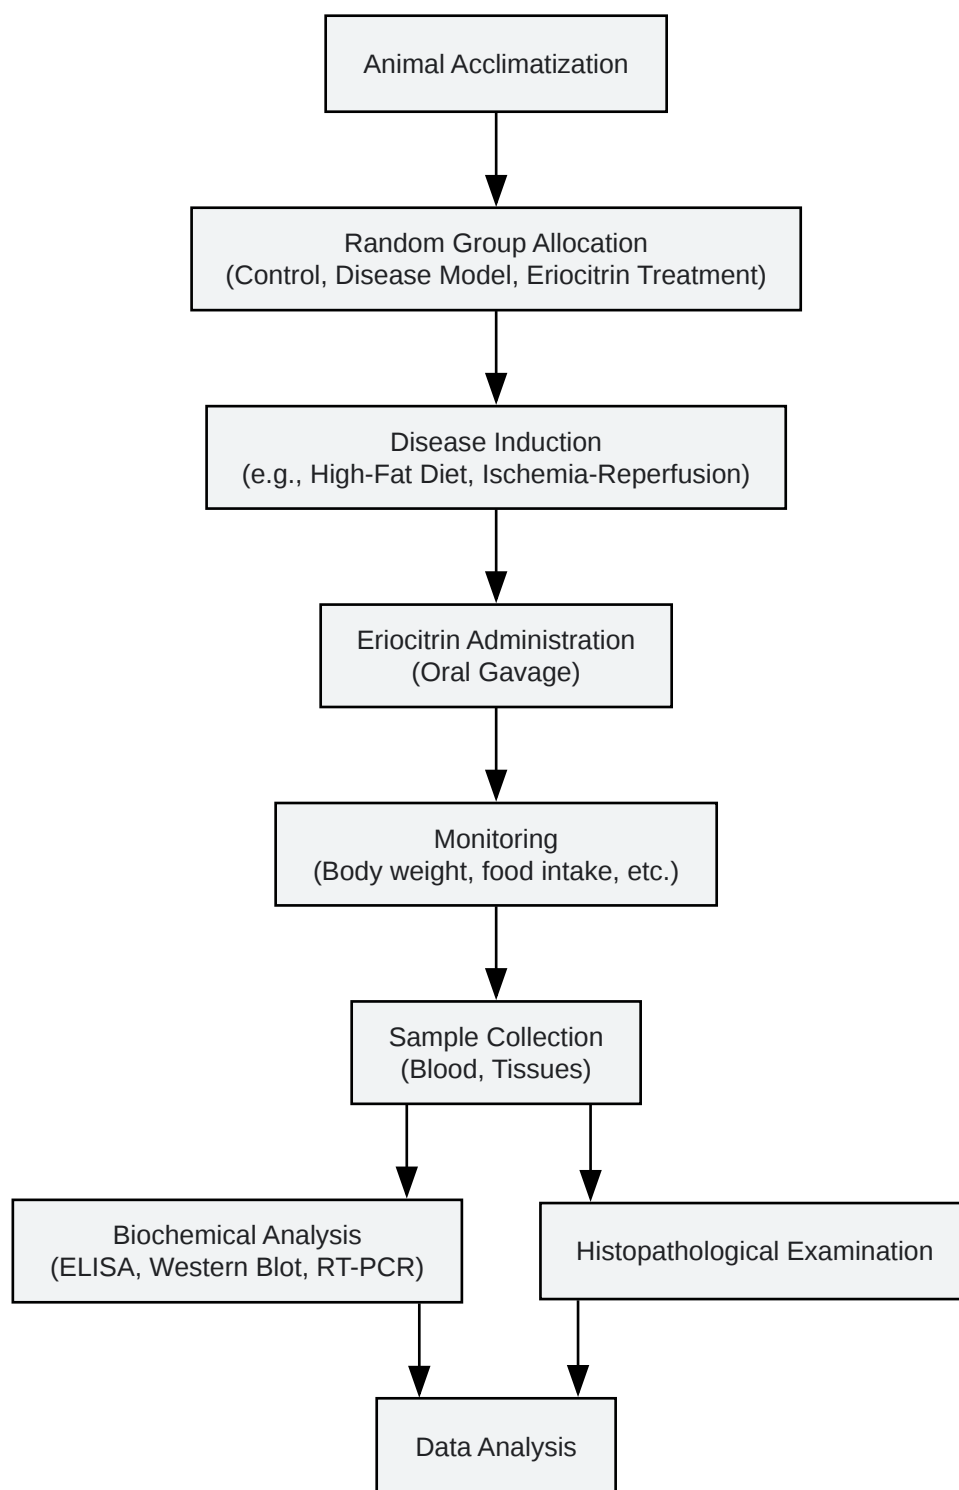 Animal Acclimatization
Random Group Allocation
(Control, Disease Model, Eriocitrin Treatment)
Disease Induction
(e.g., High-Fat Diet, Ischemia-Reperfusion)
Eriocitrin Administration
(Oral Gavage)
Monitoring
(Body weight, food intake, etc.)
Sample Collection
(Blood, Tissues)
Biochemical Analysis
(ELISA, Western Blot, RT-PCR)
Histopathological Examination
Data Analysis